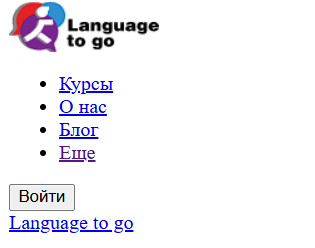 Language
to go
Курсы
О нас
Блог
Еще
Войти
Language to go